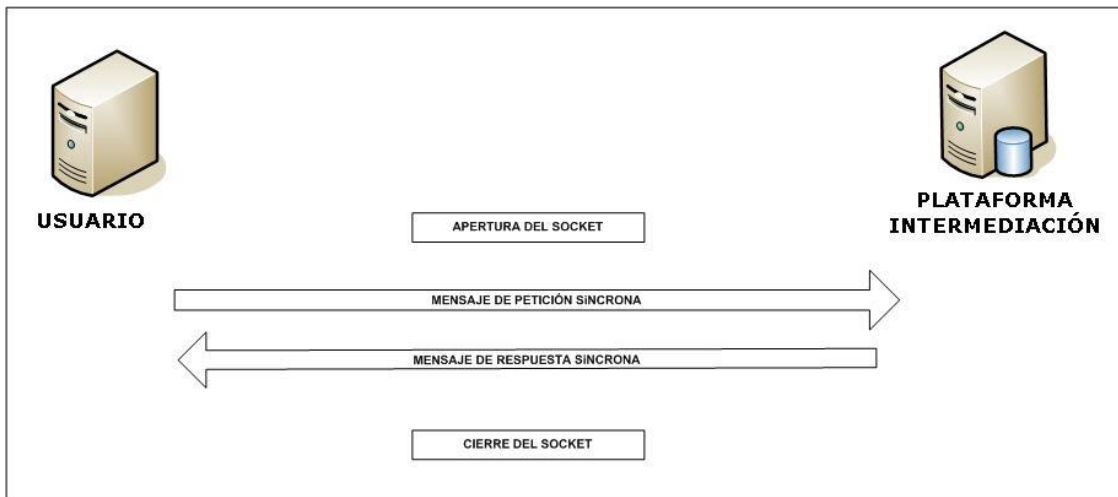 USUARIO
PLATAFORMA
INTERMEDIACIÓN
APERTURA DEL SOCKET
MENSAJE DE PETICIÓN SíNCRONA
MENSAJE DE RESPUESTA SíNCRONA
CIERRE DEL SOCKET